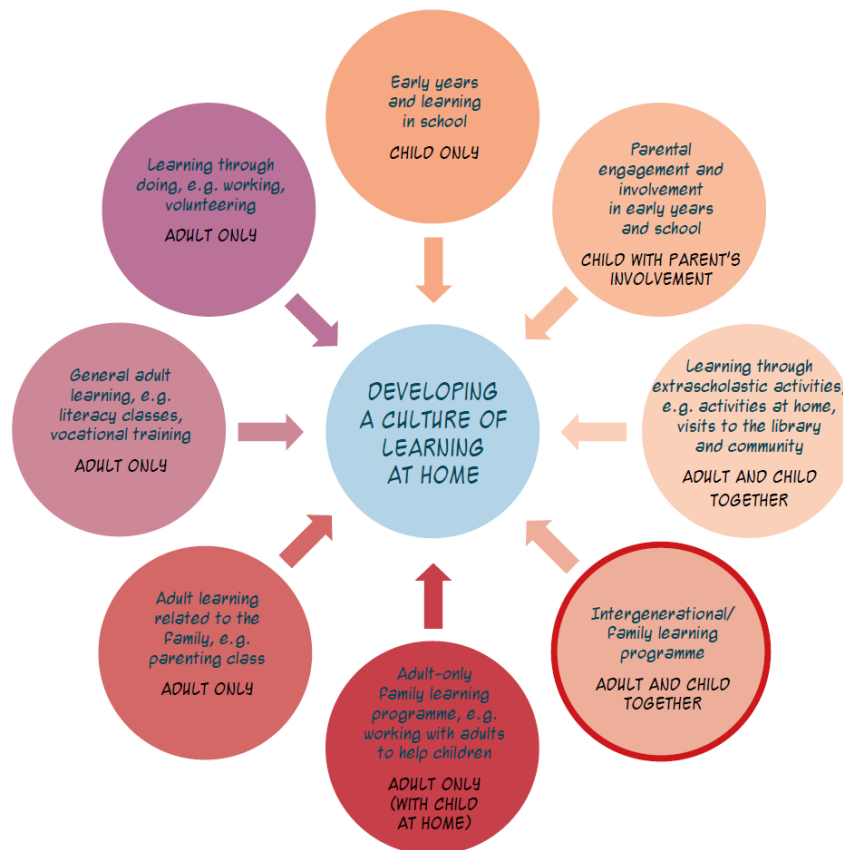 Early years
and learning
in school
CHILD ONLY
Parental
engagement and
involvement
in early years
and school
CHILD WITH PARENT'S
INVOLVEMENT
Learning through
extrascholastic activities,
e.g. activities at home,
visits to the library
and community
ADULT AND CHILD
TOGETHER
Intergenerational/
family learning
programme
ADULT AND CHILD
TOGETHER
Adult-only
family learning
programme, e.g.
working with adults
to help children
ADULT ONLY
(WITH CHILD
AT HOME)
Adult learning
related to the
family, e.g.
parenting class
ADULT ONLY
General adult
learning, e.g.
literacy classes,
vocational training
ADULT ONLY
Learning through
doing, e.g. working,
volunteering
ADULT ONLY
DEVELOPING
A CULTURE OF
LEARNING
AT HOME